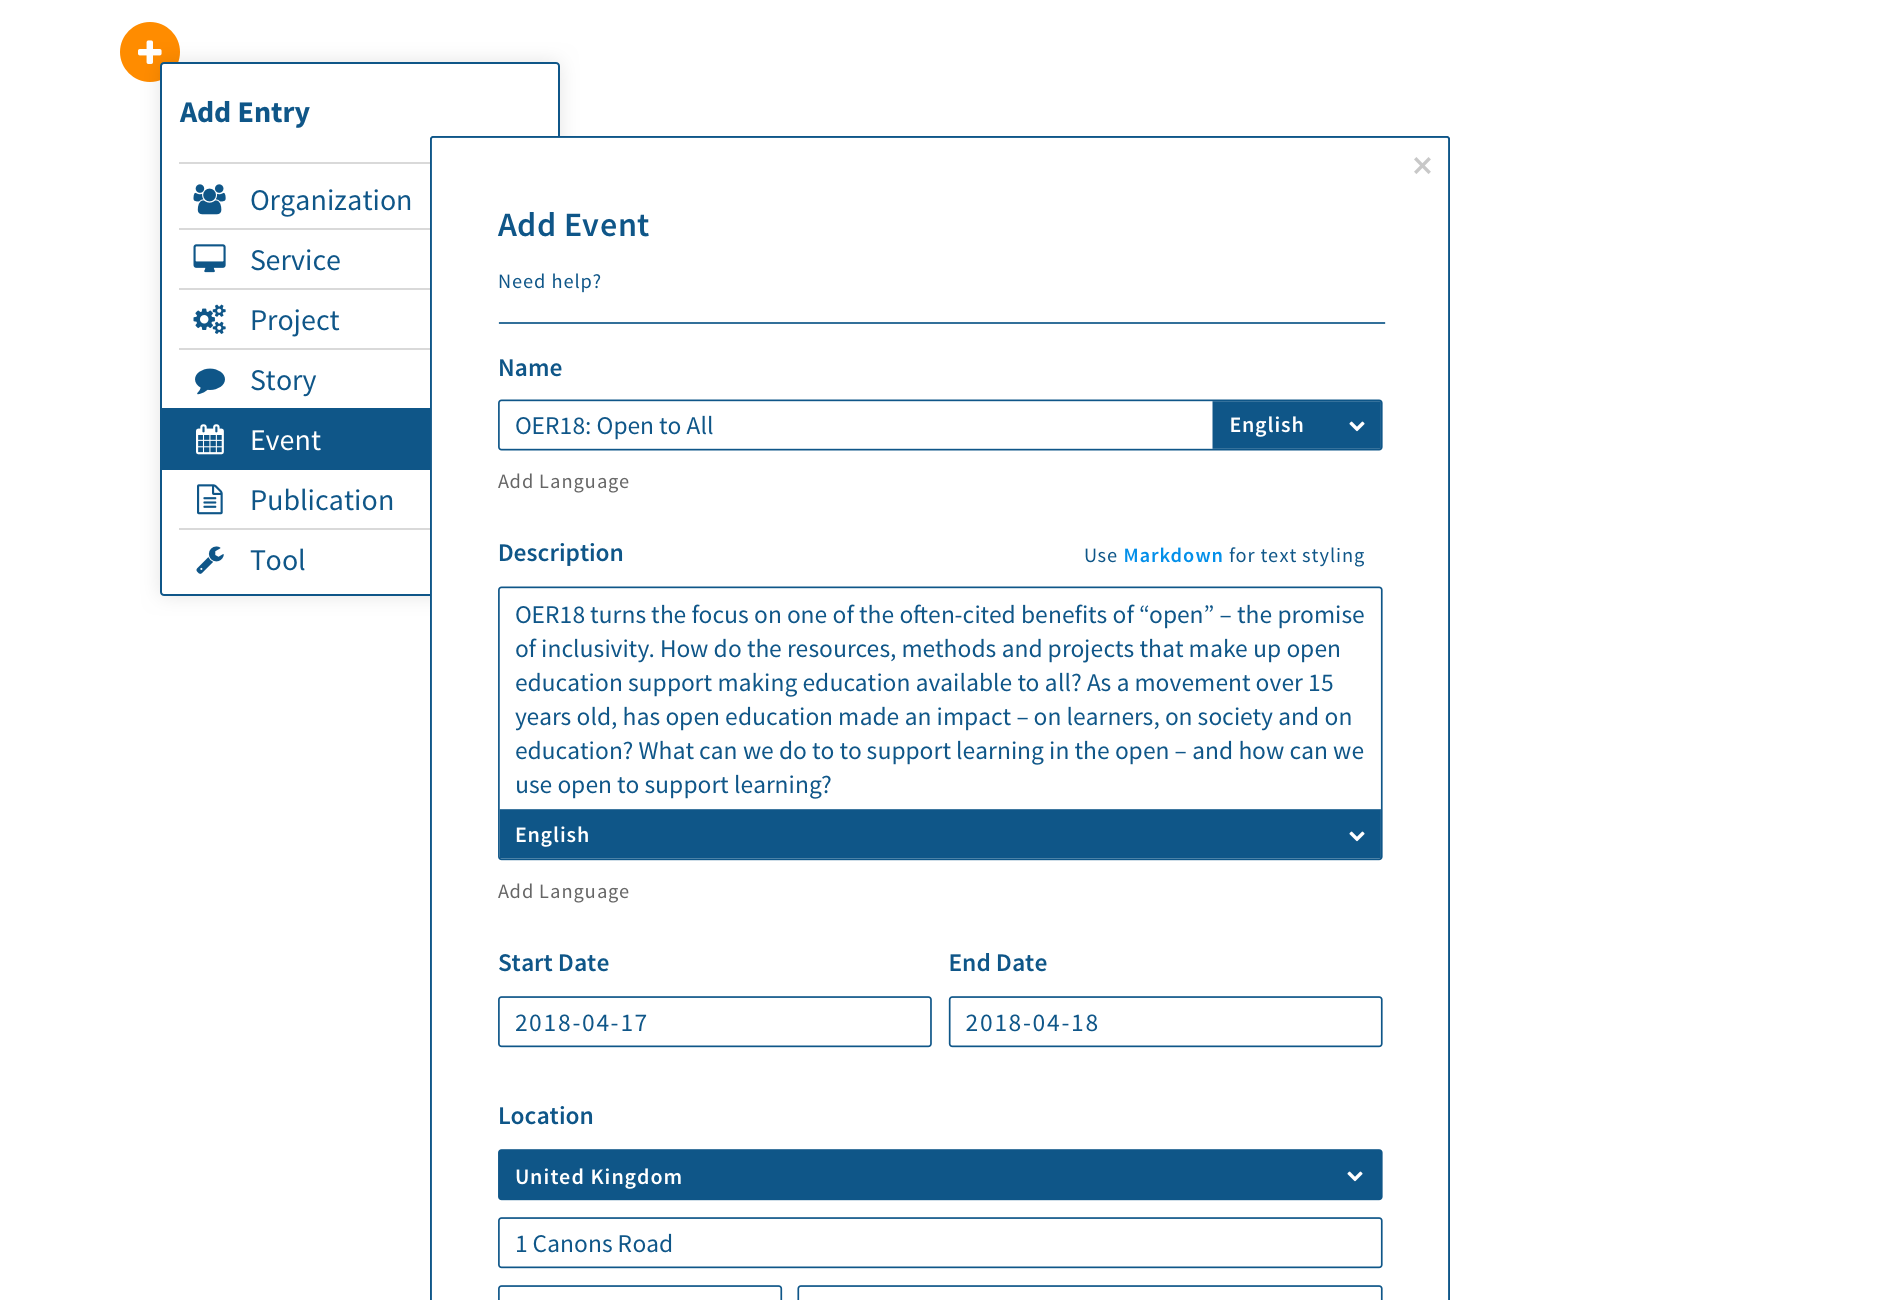 Add Entry
Organization
Service
Project
Story
Event
Publication
Tool
Add Event
Need help?
Name
OER18: Open to All
English
Add Language
Description
Use Markdown for text styling
OER18 turns the focus on one of the often-cited benefits of “open” – the promise
of inclusivity. How do the resources, methods and projects that make up open
education support making education available to all? As a movement over 15
years old, has open education made an impact – on learners, on society and on
education? What can we do to to support learning in the open – and how can we
use open to support learning?
English
Add Language
Start Date
End Date
2018-04-17
2018-04-18
Location
United Kingdom
1 Canons Road